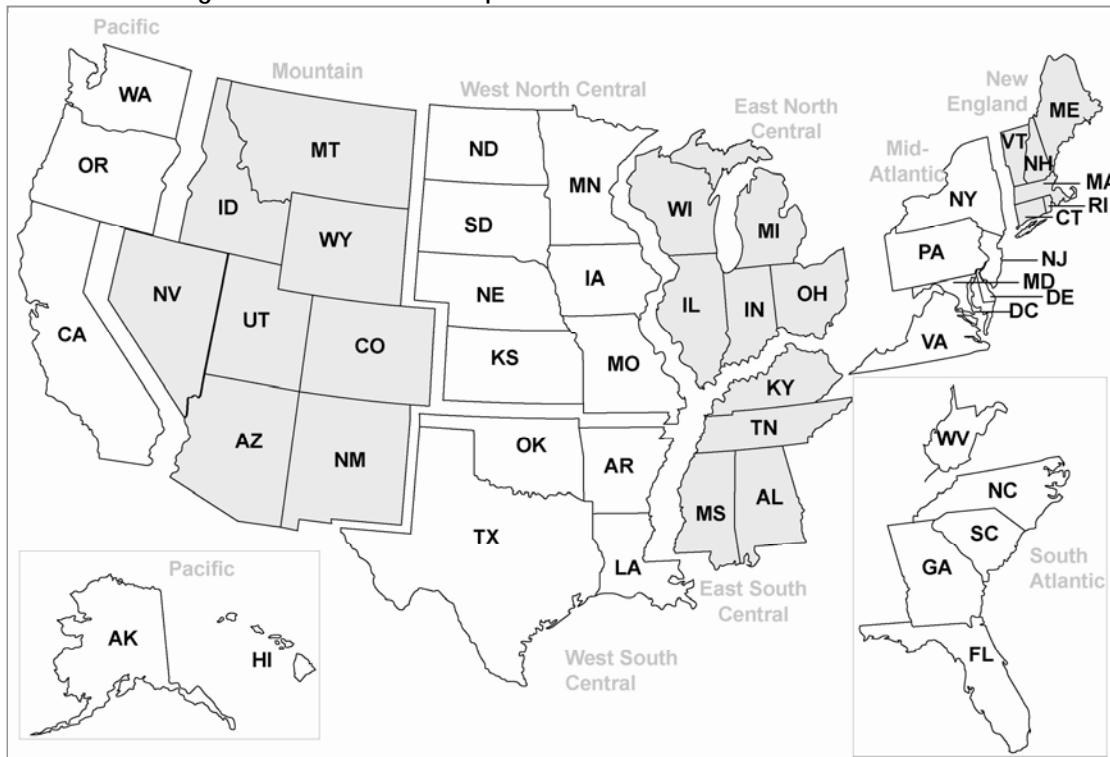 Pacific
Mountain
West North Central
East North
Central
New
England
Mid-
Atlantic
WA
OR
CA
MT
ID
WY
NV
UT
CO
AZ
NM
ND
SD
NE
KS
MN
IA
MO
OK
TX
AR
LA
WI
MI
IL
IN
OH
KY
TN
MS
AL
ME
VT
NH
MA
RI
CT
NY
PA
NJ
MD
DE
DC
VA
WV
NC
SC
GA
FL
South
Atlantic
East South
Central
West South
Central
Pacific
AK
HI